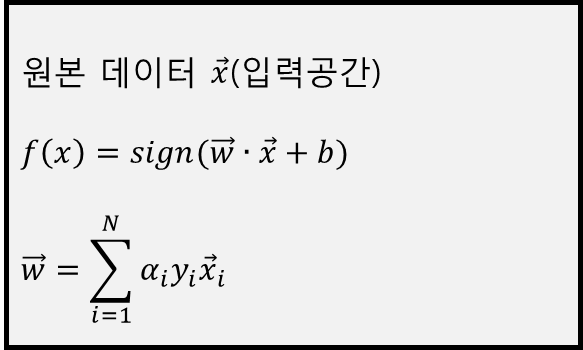 원본 데이터 x⃗(입력공간)
f(x) = sign(w⃗ · x⃗ + b)
w⃗ = ∑_{i=1}^{N} α_i y_i x⃗_i